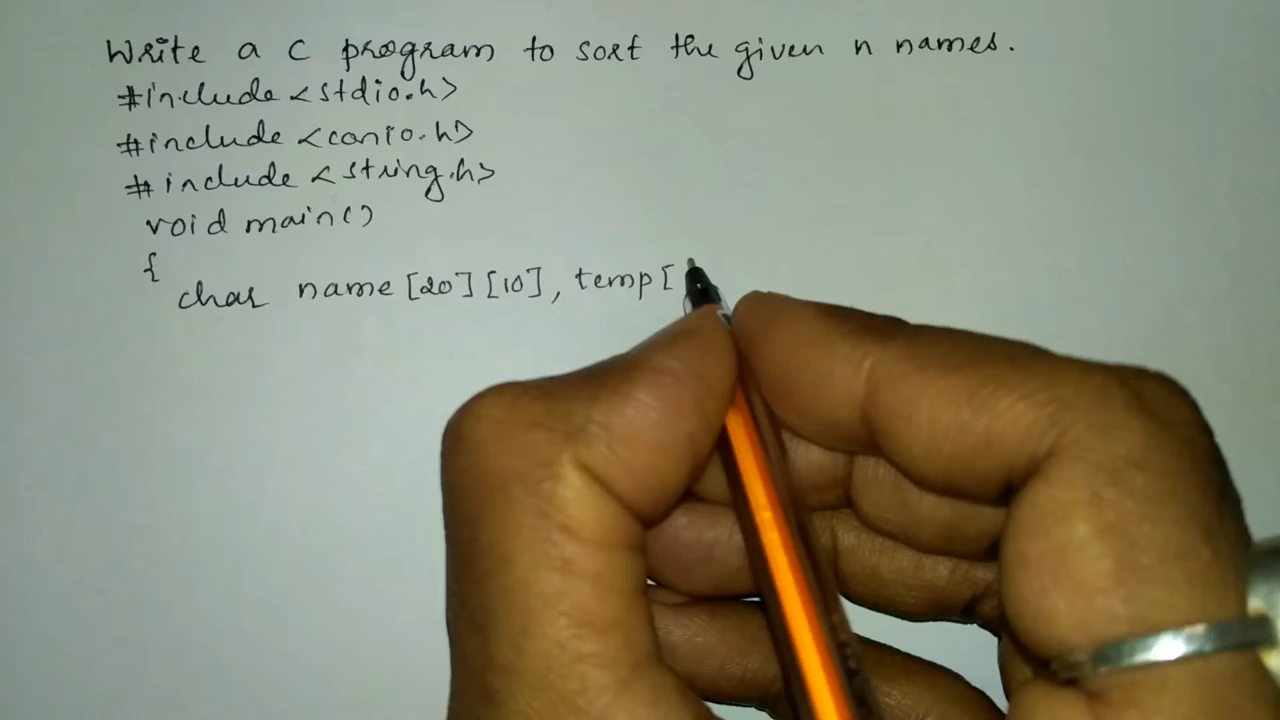 Write a C program to sort the given n names.
#include <stdio.h>
#include <conio.h>
#include <string.h>
void main()
{
char name [20] [10], temp [